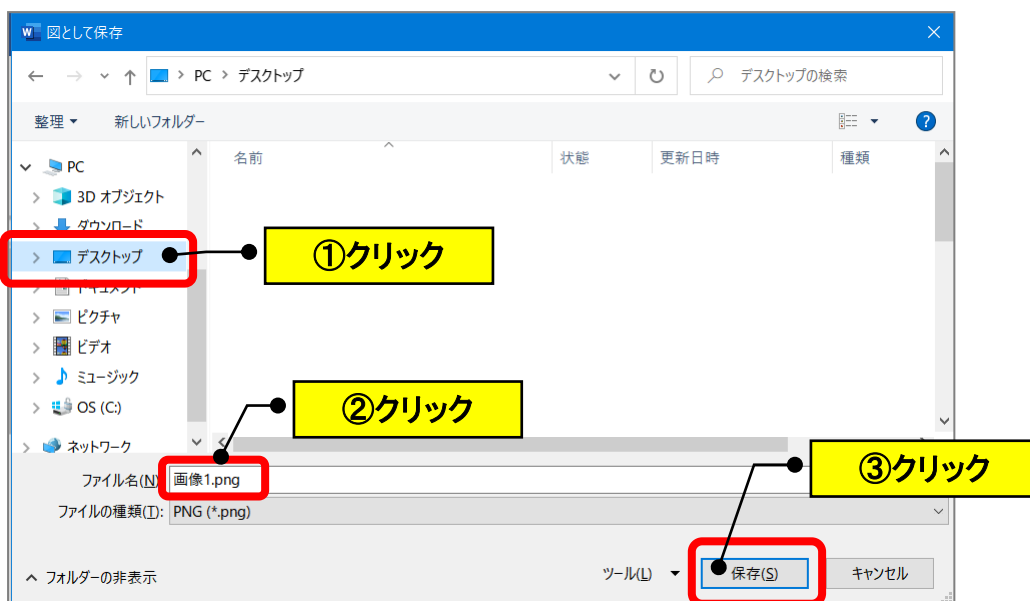 図として保存
PC > デスクトップ
デスクトップの検索
整理
新しいフォルダー
名前 状態 更新日時 種類
PC
3D オブジェクト
ダウンロード
デスクトップ
①クリック
ドキュメント
ピクチャ
ビデオ
ミュージック
OS (C:)
②クリック
ネットワーク
ファイル名(N) 画像1.png
③クリック
ファイルの種類(T): PNG (*.png)
フォルダーの非表示
ツール(L)
保存(S)
キャンセル